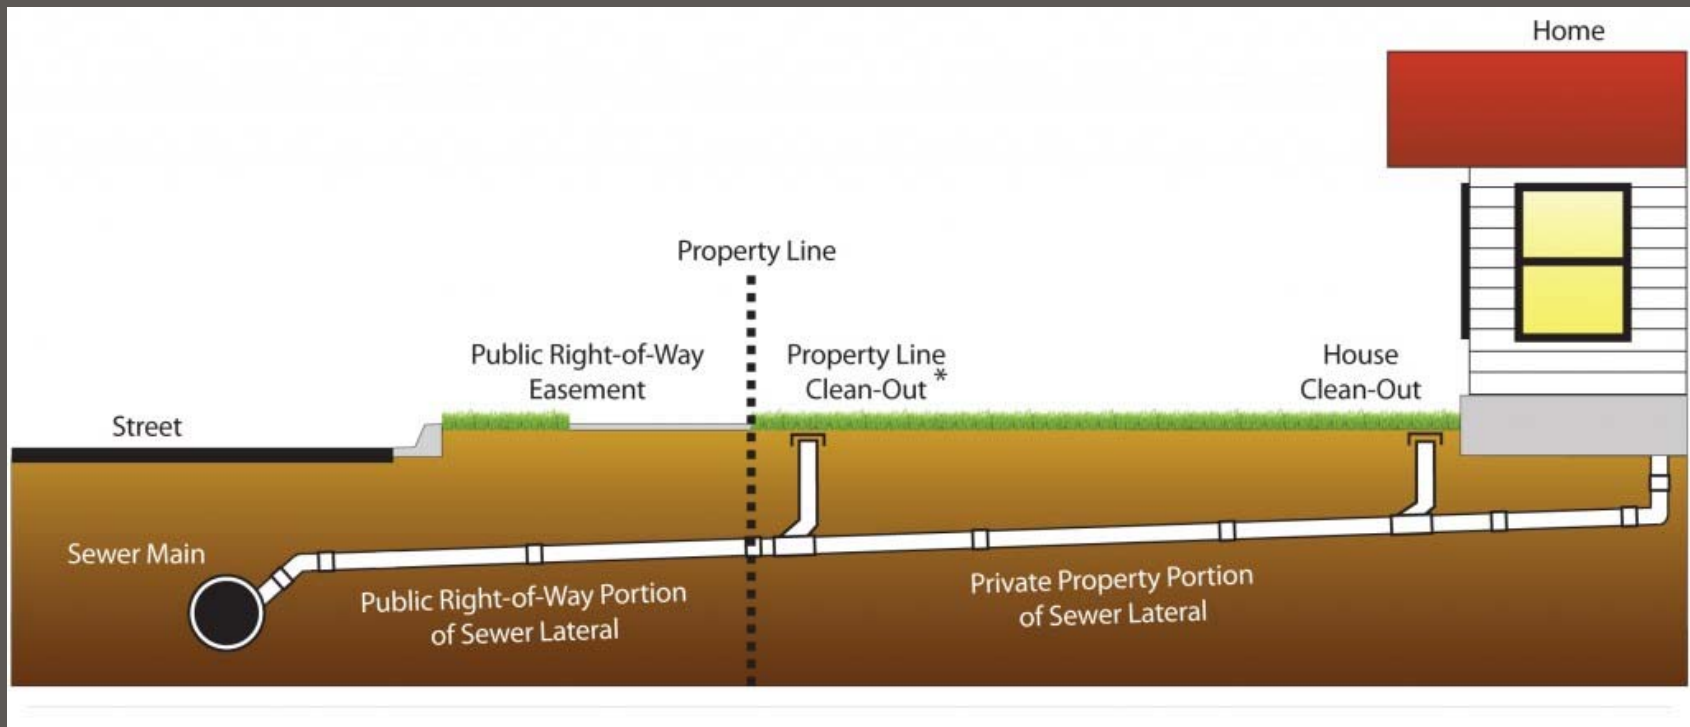 Home
Property Line
Public Right-of-Way
Easement
Property Line
Clean-Out *
House
Clean-Out
Street
Sewer Main
Public Right-of-Way Portion
of Sewer Lateral
Private Property Portion
of Sewer Lateral